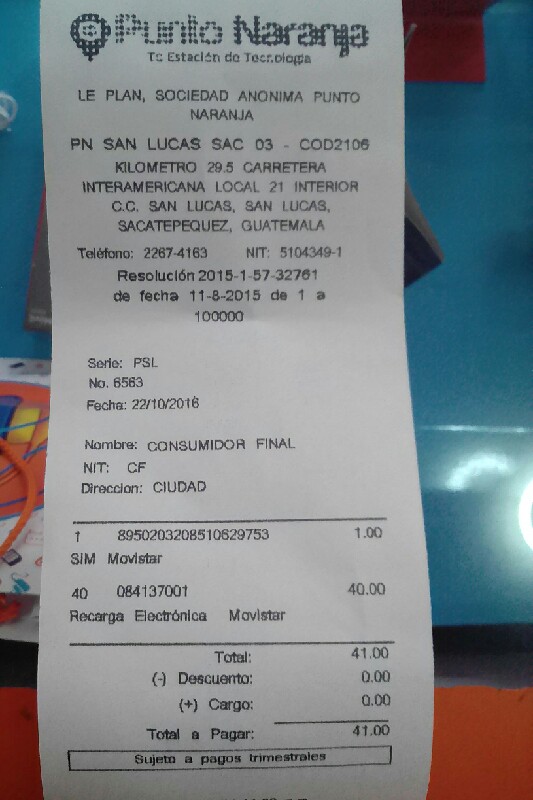 Punto Naranja
Tu Estación de Tecnología
LE PLAN, SOCIEDAD ANONIMA PUNTO
NARANJA
PN SAN LUCAS SAC 03 - COD2106
KILOMETRO 29.5 CARRETERA
INTERAMERICANA LOCAL 21 INTERIOR
C.C. SAN LUCAS, SAN LUCAS,
SACATEPEQUEZ, GUATEMALA
Teléfono: 2267-4163 NIT: 5104349-1
Resolución 2015-1-57-32761
de fecha 11-8-2015 de 1 a
100000
Serie: PSL
No. 6563
Fecha: 22/10/2016
Nombre: CONSUMIDOR FINAL
NIT: CF
Direccion: CIUDAD
1 8950203208510629753 1.00
SIM Movistar
40 084137001 40.00
Recarga Electrónica Movistar
Total: 41.00
(-) Descuento: 0.00
(+) Cargo: 0.00
Total a Pagar: 41.00
Sujeto a pagos trimestrales